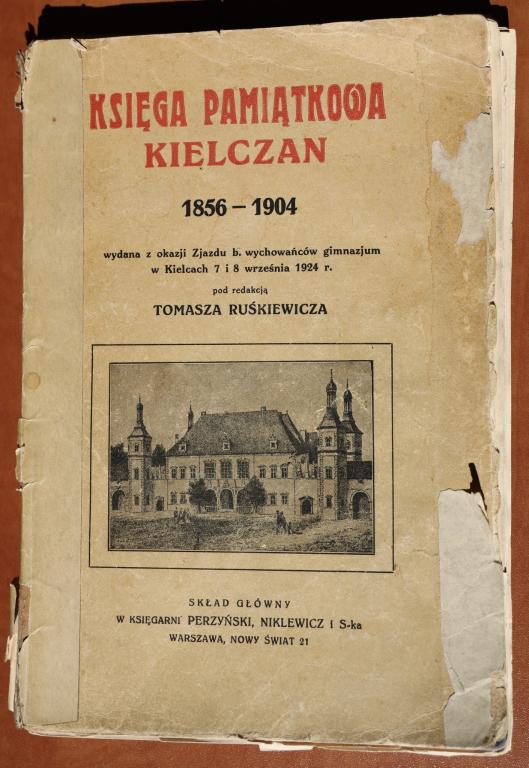 KSIĘGA PAMIĄTKOWA
KIELCZAN
1856 – 1904
wydana z okazji Zjazdu b. wychowańców gimnazjum
w Kielcach 7 i 8 września 1924 r.
pod redakcją
TOMASZA RUŚKIEWICZA
SKŁAD GŁÓWNY
W KSIĘGARNI PERZYŃSKI, NIKLEWICZ i S-ka
WARSZAWA, NOWY ŚWIAT 21